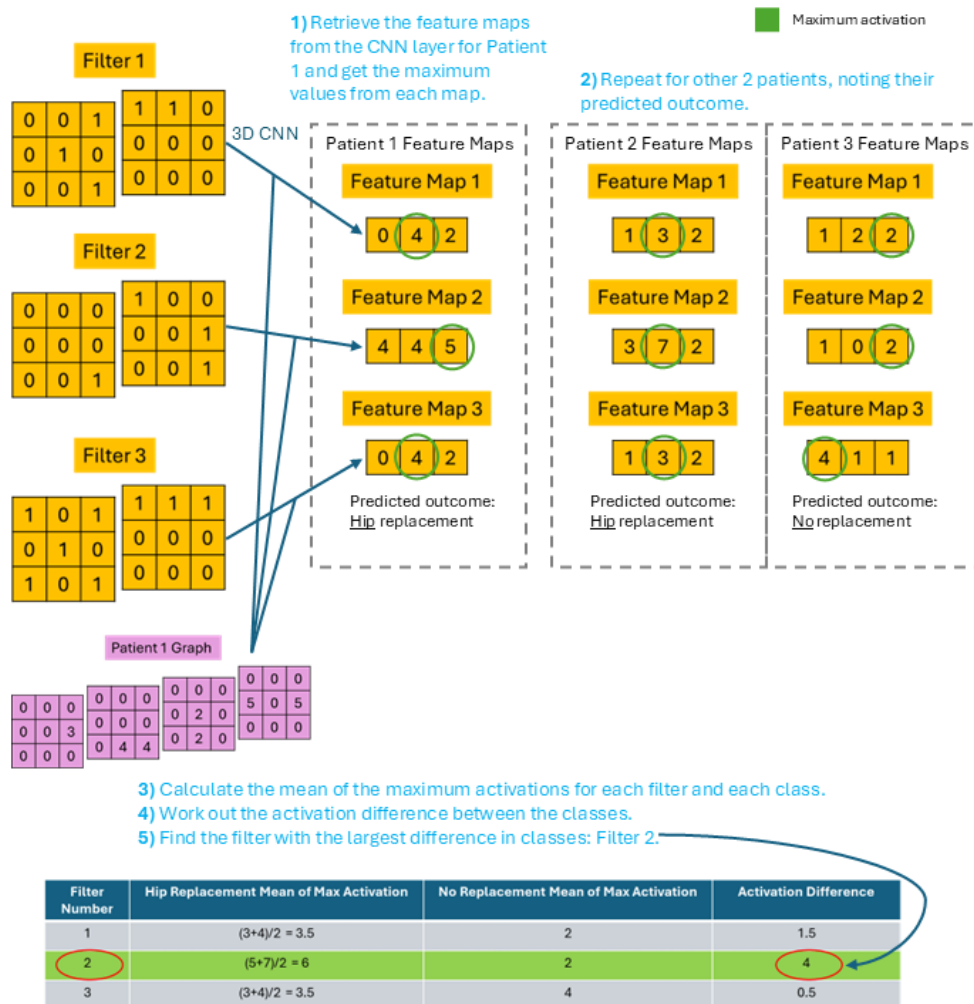 1) Retrieve the feature maps
from the CNN layer for Patient
1 and get the maximum
values from each map.
Maximum activation
2) Repeat for other 2 patients, noting their
predicted outcome.
Filter 1
0 0 1
0 1 0
0 0 1
1 1 0
0 0 0
0 0 0
3D CNN
Filter 2
0 0 0
0 0 0
0 0 1
1 0 0
0 0 1
0 0 1
Filter 3
1 0 1
0 1 0
1 0 1
1 1 1
0 0 0
0 0 0
Patient 1 Graph
0 0 0
0 0 3
0 0 0
0 0 0
0 0 0
0 4 4
0 0 0
0 2 0
0 2 0
0 0 0
5 0 5
0 0 0
Patient 1 Feature Maps
Feature Map 1
0 4 2
Feature Map 2
4 4 5
Feature Map 3
0 4 2
Predicted outcome:
Hip replacement
Patient 2 Feature Maps
Feature Map 1
1 3 2
Feature Map 2
3 7 2
Feature Map 3
1 3 2
Predicted outcome:
Hip replacement
Patient 3 Feature Maps
Feature Map 1
1 2 2
Feature Map 2
1 0 2
Feature Map 3
4 1 1
Predicted outcome:
No replacement
3) Calculate the mean of the maximum activations for each filter and each class.
4) Work out the activation difference between the classes.
5) Find the filter with the largest difference in classes: Filter 2.
Filter Number Hip Replacement Mean of Max Activation No Replacement Mean of Max Activation Activation Difference
1 (3+4)/2 = 3.5 2 1.5
2 (5+7)/2 = 6 2 4
3 (3+4)/2 = 3.5 4 0.5